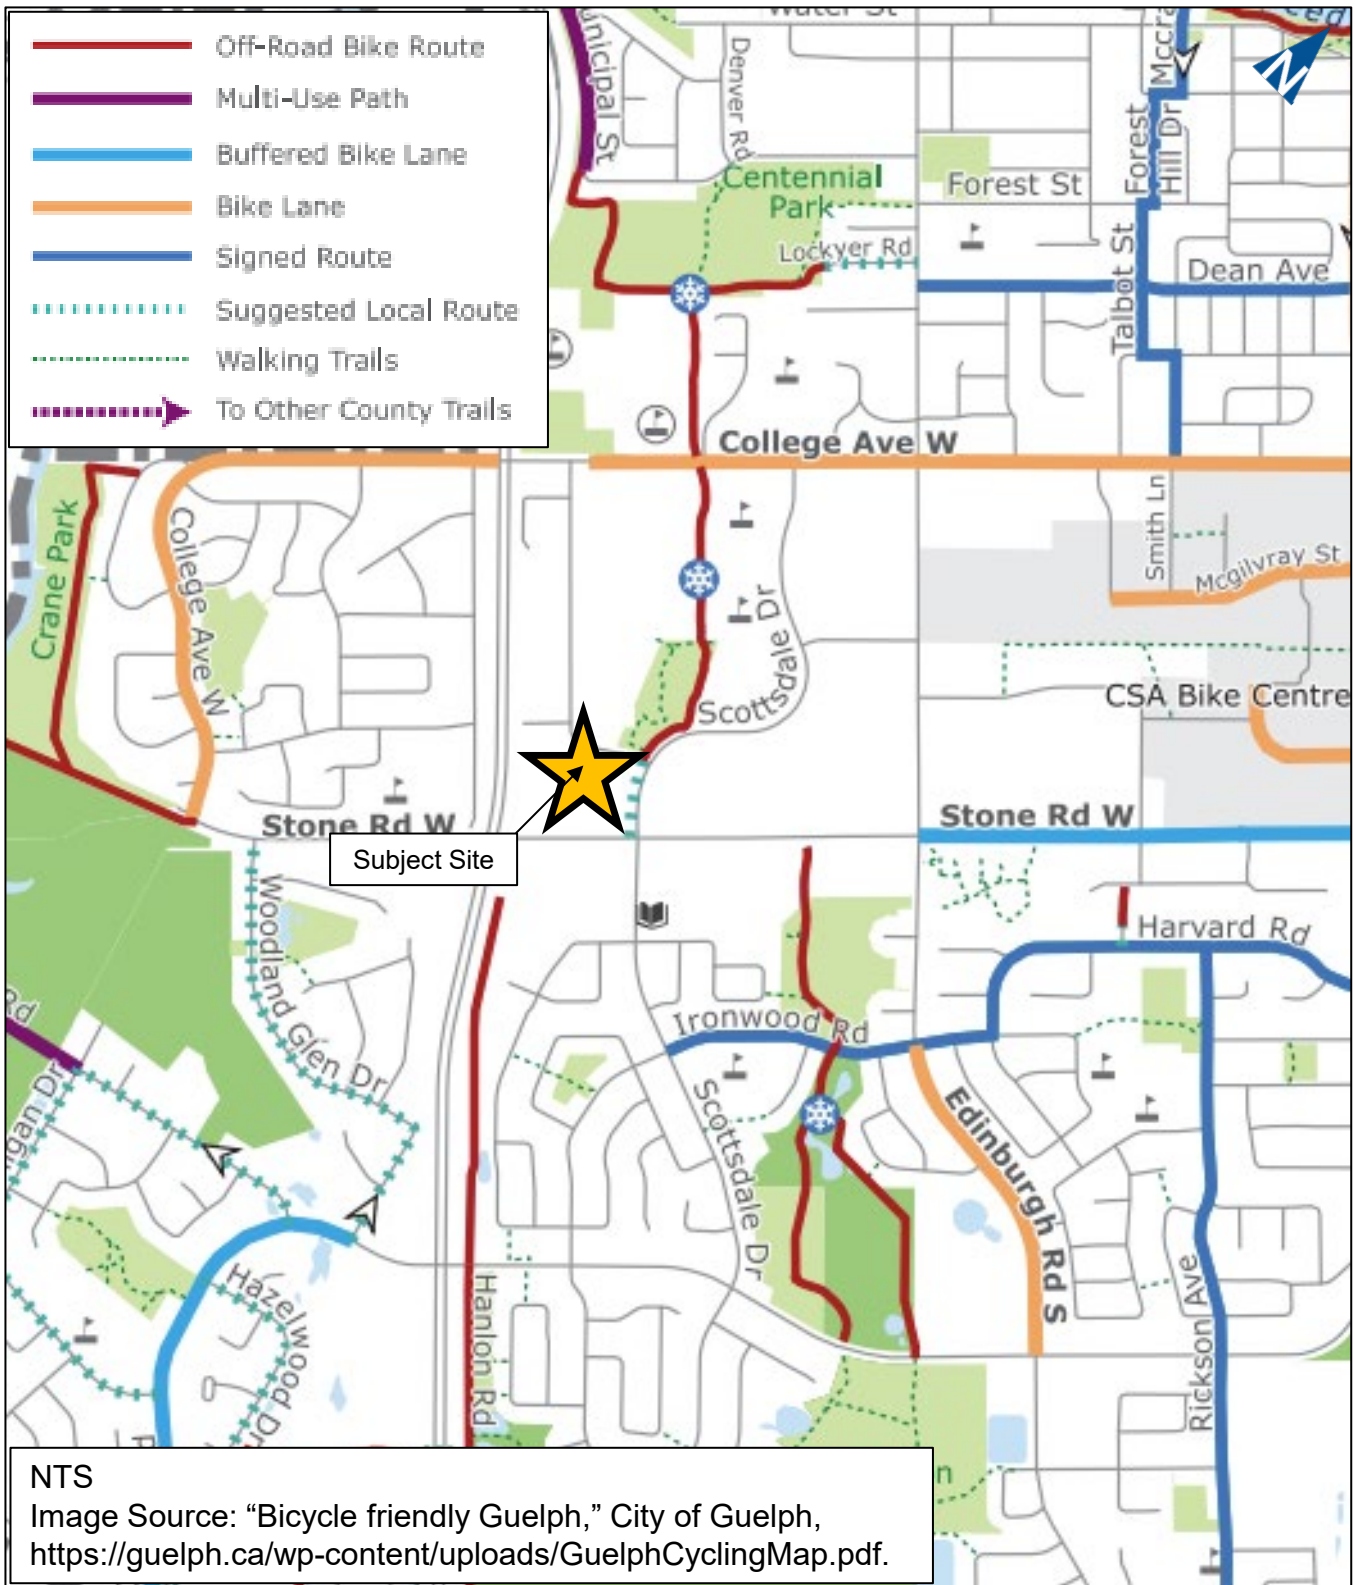 Off-Road Bike Route
Multi-Use Path
Buffered Bike Lane
Bike Lane
Signed Route
Suggested Local Route
Walking Trails
To Other County Trails
Water St
Denver Rd
Centennial
Park
Lockyer Rd
Forest St
Forest
Hill Dr
Talbot St
Dean Ave
N
College Ave W
Crane Park
College Ave W
Scottsdale Dr
Smith Ln
Mcgilvray St
CSA Bike Centre
Stone Rd W
Subject Site
Stone Rd W
Woodland Glen Dr
Harvard Rd
Ironwood Rd
Scottsdale Dr
Edinburgh Rd S
Rickson Ave
Rd
Hazelwood Dr
Hanlon Rd
NTS
Image Source: “Bicycle friendly Guelph,” City of Guelph,
https://guelph.ca/wp-content/uploads/GuelphCyclingMap.pdf.